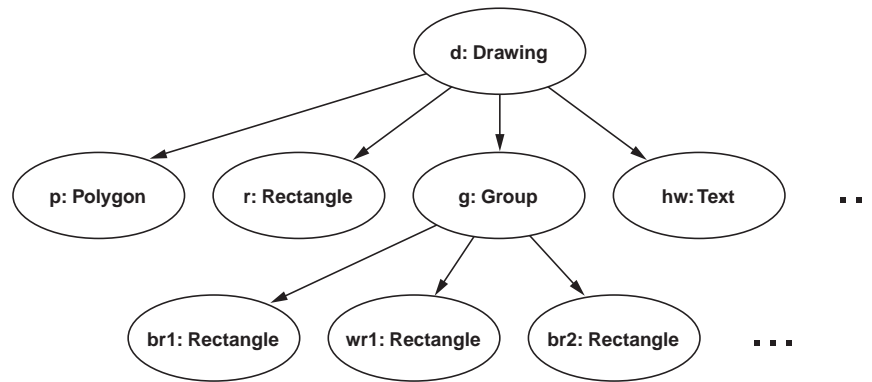 d: Drawing
p: Polygon
r: Rectangle
g: Group
hw: Text
..
br1: Rectangle
wr1: Rectangle
br2: Rectangle
...